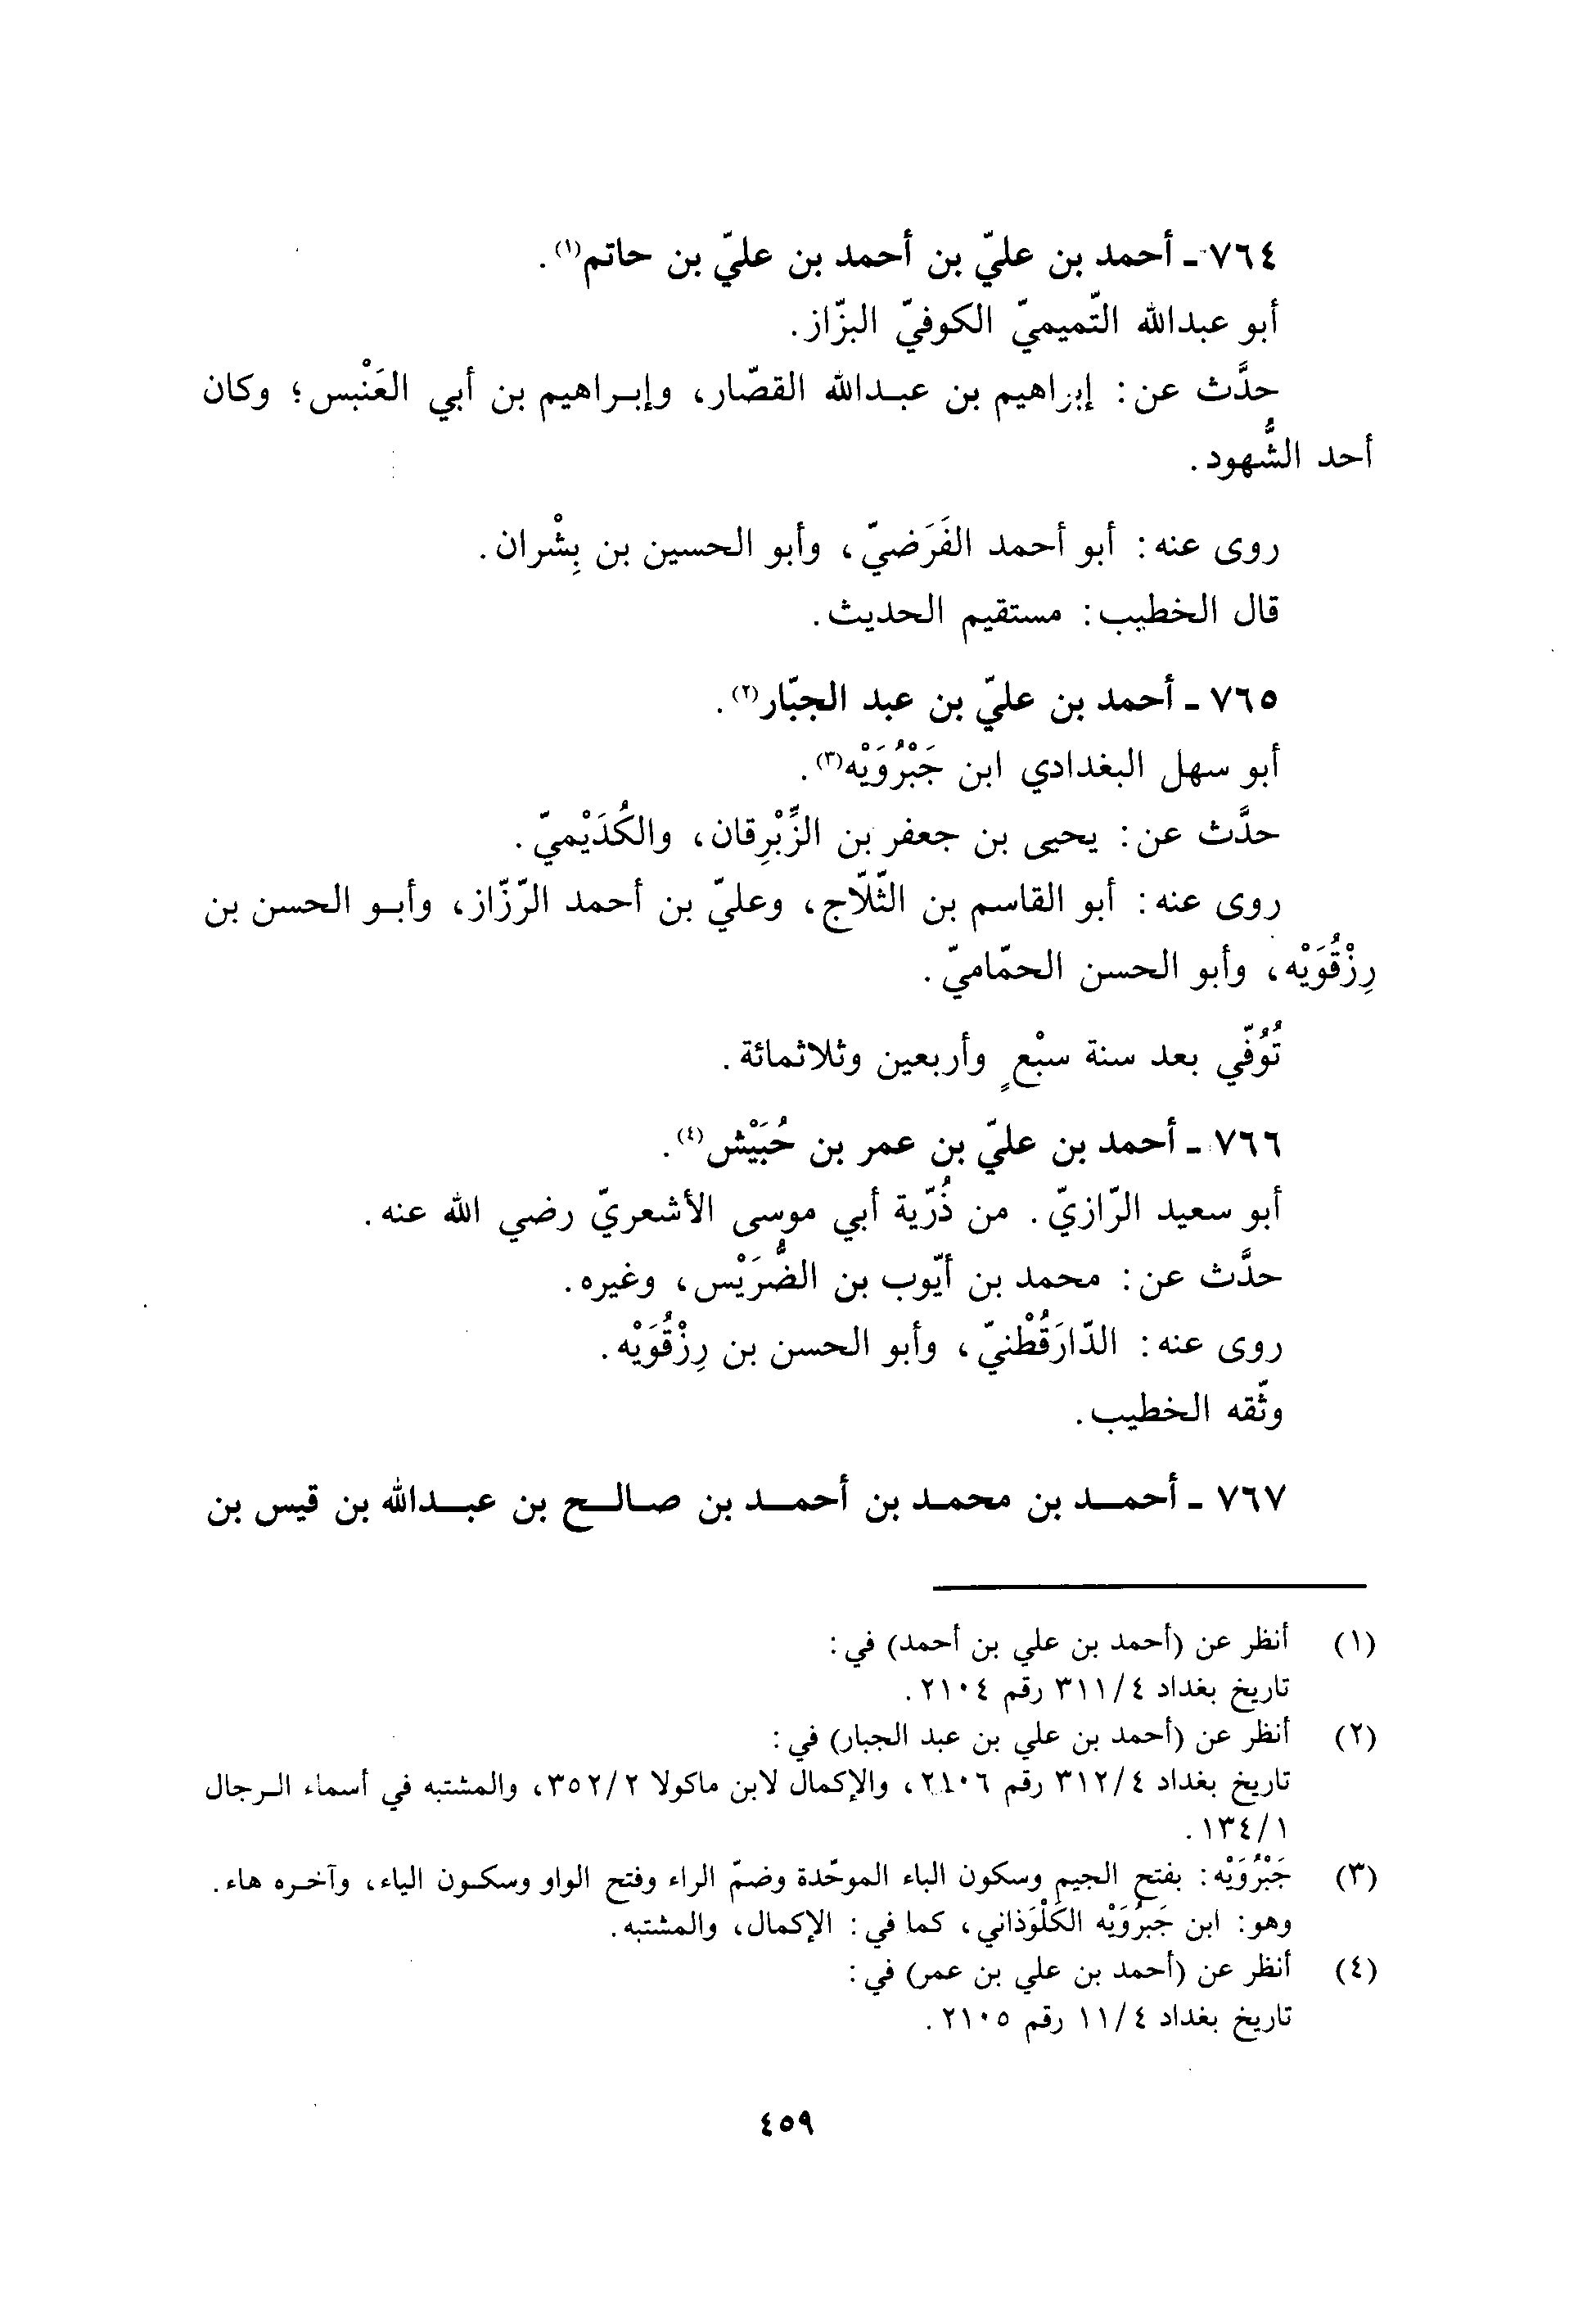 ٧٦٤ - أحمد بن عليّ بن أحمد بن عليّ بن حاتم(١).
أبو عبدالله التّميميّ الكوفيّ البزّاز.
حدَّث عن: إبراهيم بن عبدالله القصّار، وإبراهيم بن أبي العَنْبس؛ وكان
أحد الشُّهود.
روى عنه: أبو أحمد الفَرَضيّ، وأبو الحسين بن بِشْران.
قال الخطيب: مستقيم الحديث.
٧٦٥ - أحمد بن عليّ بن عبد الجبّار(٢).
أبو سهل البغدادي ابن جَبْرُوَيْه(٣).
حدَّث عن: يحيى بن جعفر بن الزِّبْرِقان، والكُدَيْميّ.
روى عنه: أبو القاسم بن الثّلّاج، وعليّ بن أحمد الرّزّاز، وأبو الحسن بن
رِزْقُوَيْه، وأبو الحسن الحمّاميّ.
تُوُفّي بعد سنة سبْعٍ وأربعين وثلاثمائة.
٧٦٦ - أحمد بن عليّ بن عمر بن حُبَيْش(٤).
أبو سعيد الرّازيّ. من ذُرّية أبي موسى الأشعريّ رضي الله عنه.
حدَّث عن: محمد بن أيّوب بن الضُّرَيْس، وغيره.
روى عنه: الدّارَقُطْنيّ، وأبو الحسن بن رِزْقُوَيْه.
وثّقه الخطيب.
٧٦٧ - أحمد بن محمد بن أحمد بن صالح بن عبدالله بن قيس بن
(١) أنظر عن (أحمد بن علي بن أحمد) في:
تاريخ بغداد ٣١١/٤ رقم ٢١٠٤.
(٢) أنظر عن (أحمد بن علي بن عبد الجبار) في:
تاريخ بغداد ٣١٢/٤ رقم ٢١٠٦، والإكمال لابن ماكولا ٣٥٢/٢، والمشتبه في أسماء الرجال
١٣٤/١.
(٣) جَبْرُوَيْه: بفتح الجيم وسكون الباء الموحّدة وضمّ الراء وفتح الواو وسكون الياء، وآخره هاء.
وهو: ابن جَبرُوَيْه الكَلْوَذاني، كما في: الإكمال، والمشتبه.
(٤) أنظر عن (أحمد بن علي بن عمر) في:
تاريخ بغداد ١١/٤ رقم ٢١٠٥.
٤٥٩